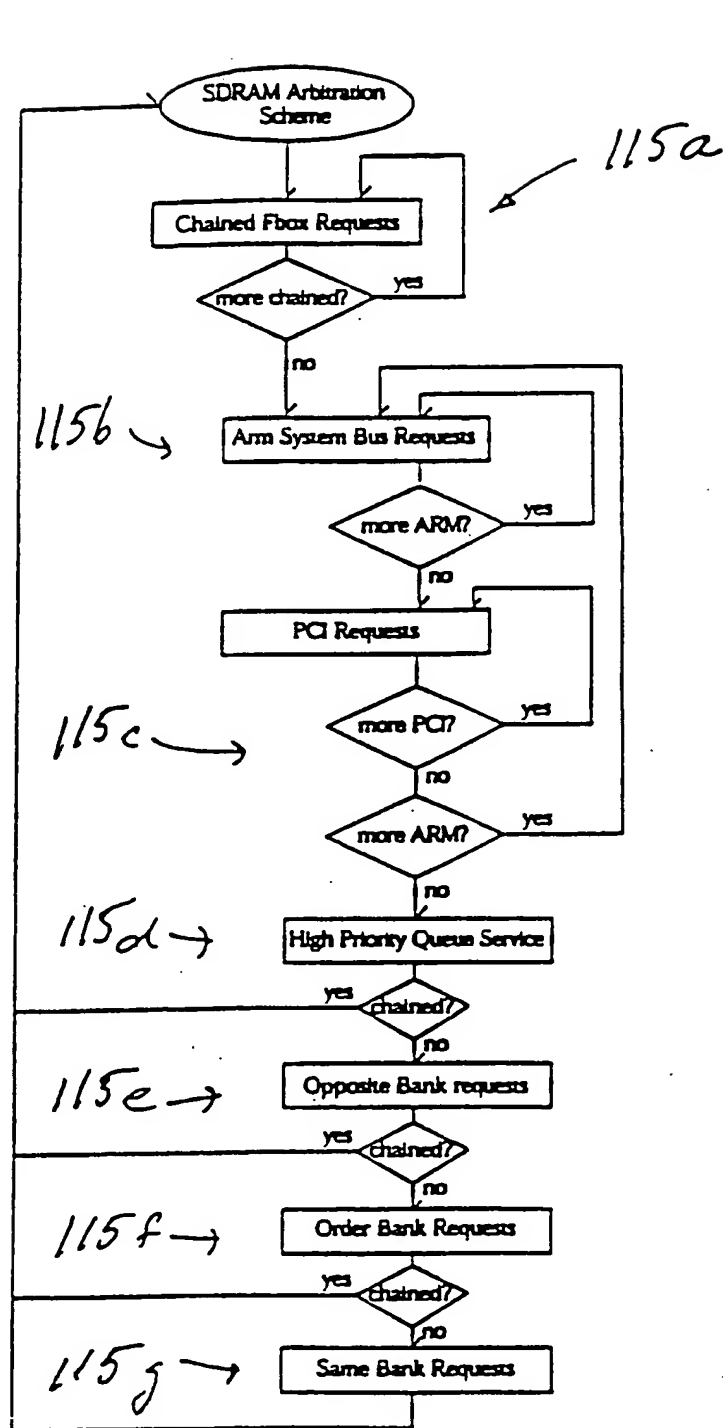 SDRAM Arbitration
Scheme
115a
Chained Fbox Requests
more chained?
yes
no
115b
Arm System Bus Requests
more ARM?
yes
no
PCI Requests
115c
more PCI?
yes
no
more ARM?
yes
no
115d
High Priority Queue Service
yes
chained?
no
115e
Opposite Bank requests
yes
chained?
no
115f
Order Bank Requests
yes
chained?
no
115g
Same Bank Requests